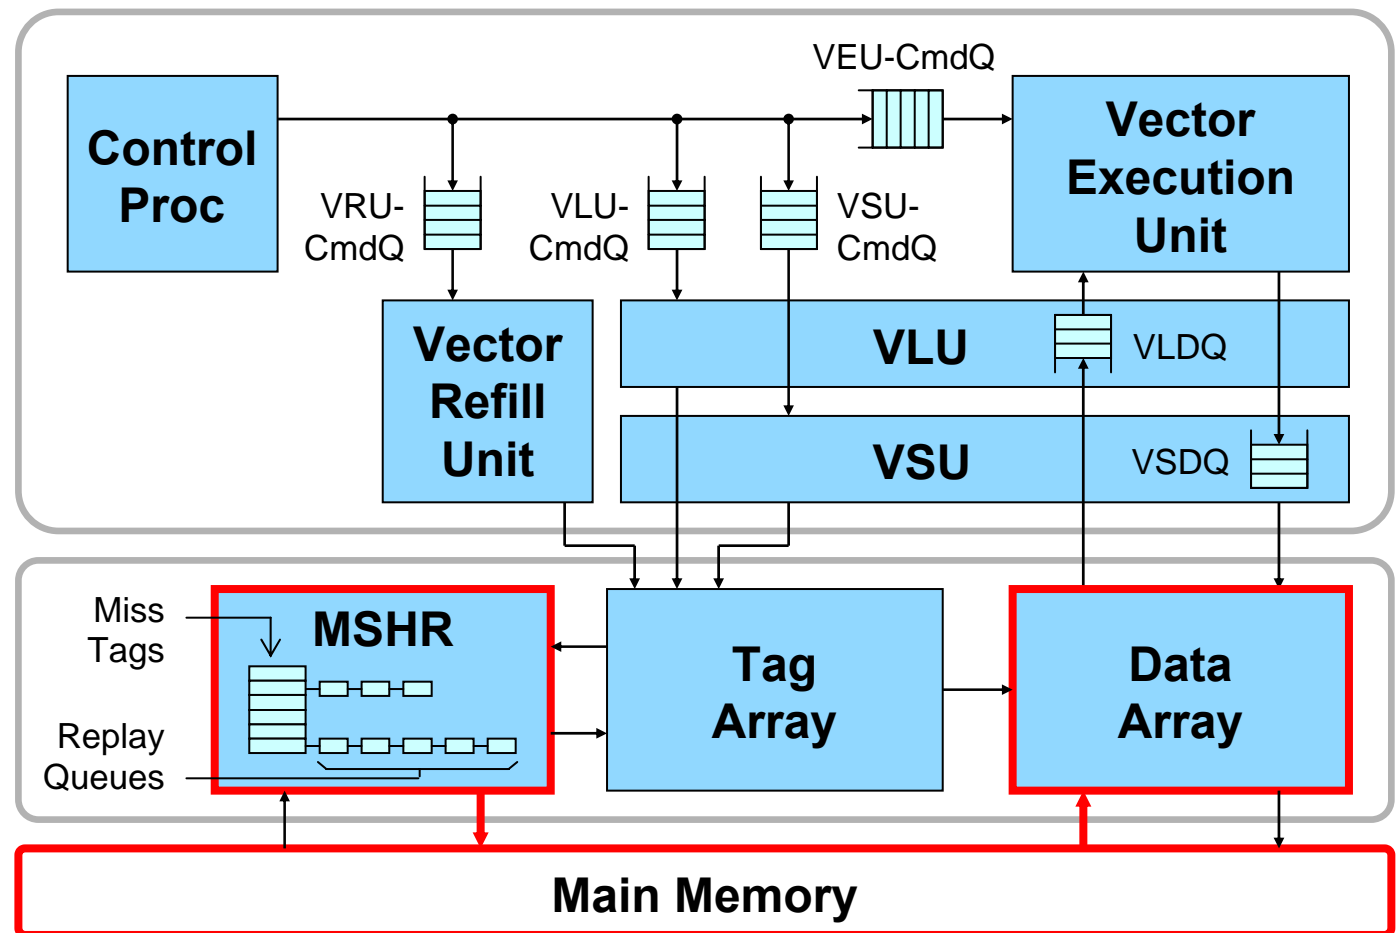 VEU-CmdQ
Control
Proc
Vector
Execution
Unit
VRU-
CmdQ
VLU-
CmdQ
VSU-
CmdQ
Vector
Refill
Unit
VLU
VLDQ
VSU
VSDQ
Miss
Tags
MSHR
Replay
Queues
Tag
Array
Data
Array
Main Memory